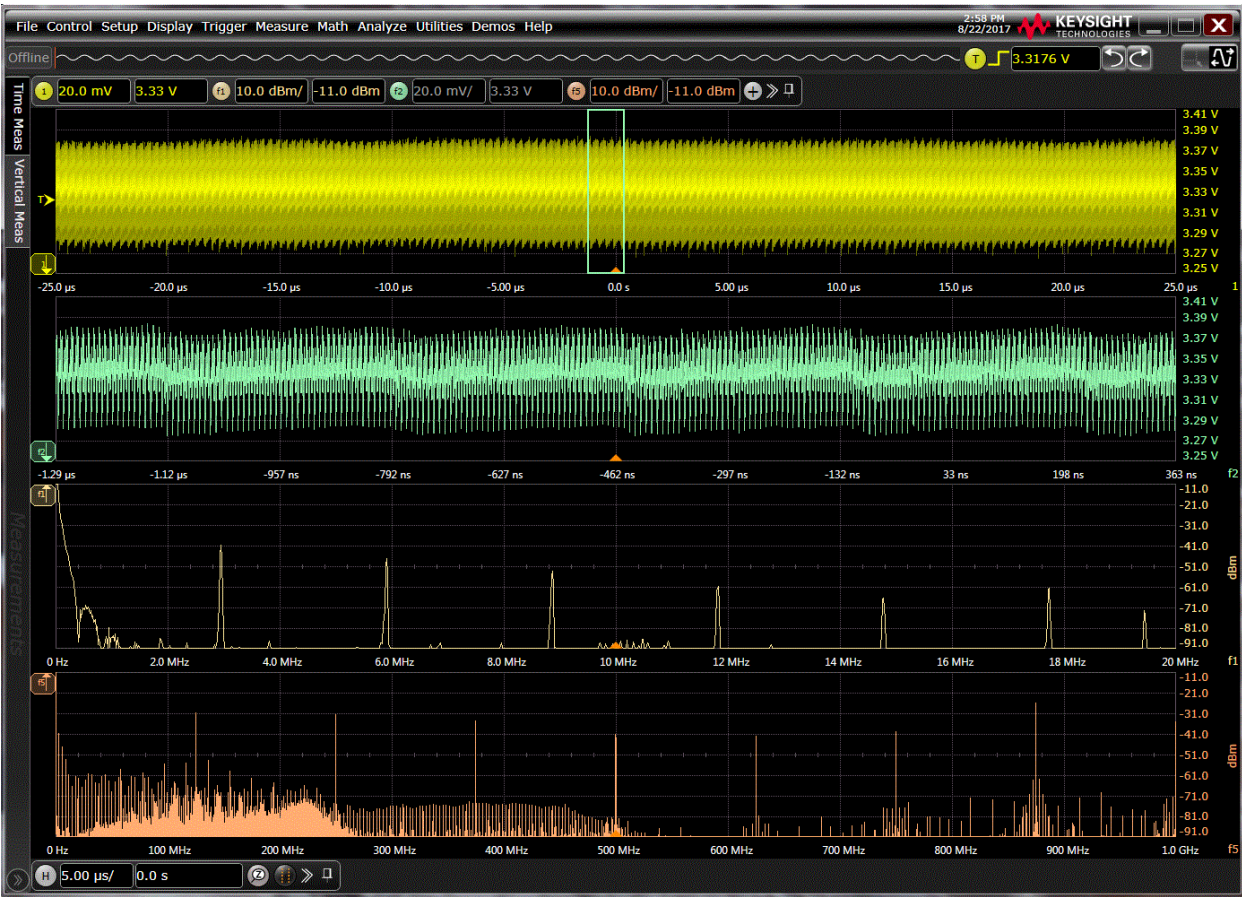 File Control Setup Display Trigger Measure Math Analyze Utilities Demos Help
2:58 PM
8/22/2017
KEYSIGHT
TECHNOLOGIES
X
Offline
T
3.3176 V
1 20.0 mV 3.33 V f1 10.0 dBm/ -11.0 dBm f2 20.0 mV/ 3.33 V f5 10.0 dBm/ -11.0 dBm
Time Meas
Vertical Meas
Measurements
3.41 V
3.39 V
3.37 V
3.35 V
3.33 V
3.31 V
3.29 V
3.27 V
3.25 V
T
1
-25.0 µs -20.0 µs -15.0 µs -10.0 µs -5.00 µs 0.0 s 5.00 µs 10.0 µs 15.0 µs 20.0 µs 25.0 µs 1
3.41 V
3.39 V
3.37 V
3.35 V
3.33 V
3.31 V
3.29 V
3.27 V
3.25 V
f2
-1.29 µs -1.12 µs -957 ns -792 ns -627 ns -462 ns -297 ns -132 ns 33 ns 198 ns 363 ns f2
f1
-11.0
-21.0
-31.0
-41.0
-51.0
-61.0
-71.0
-81.0
-91.0
dBm
0 Hz 2.0 MHz 4.0 MHz 6.0 MHz 8.0 MHz 10 MHz 12 MHz 14 MHz 16 MHz 18 MHz 20 MHz f1
f5
-11.0
-21.0
-31.0
-41.0
-51.0
-61.0
-71.0
-81.0
-91.0
dBm
0 Hz 100 MHz 200 MHz 300 MHz 400 MHz 500 MHz 600 MHz 700 MHz 800 MHz 900 MHz 1.0 GHz f5
H 5.00 µs/ 0.0 s Z